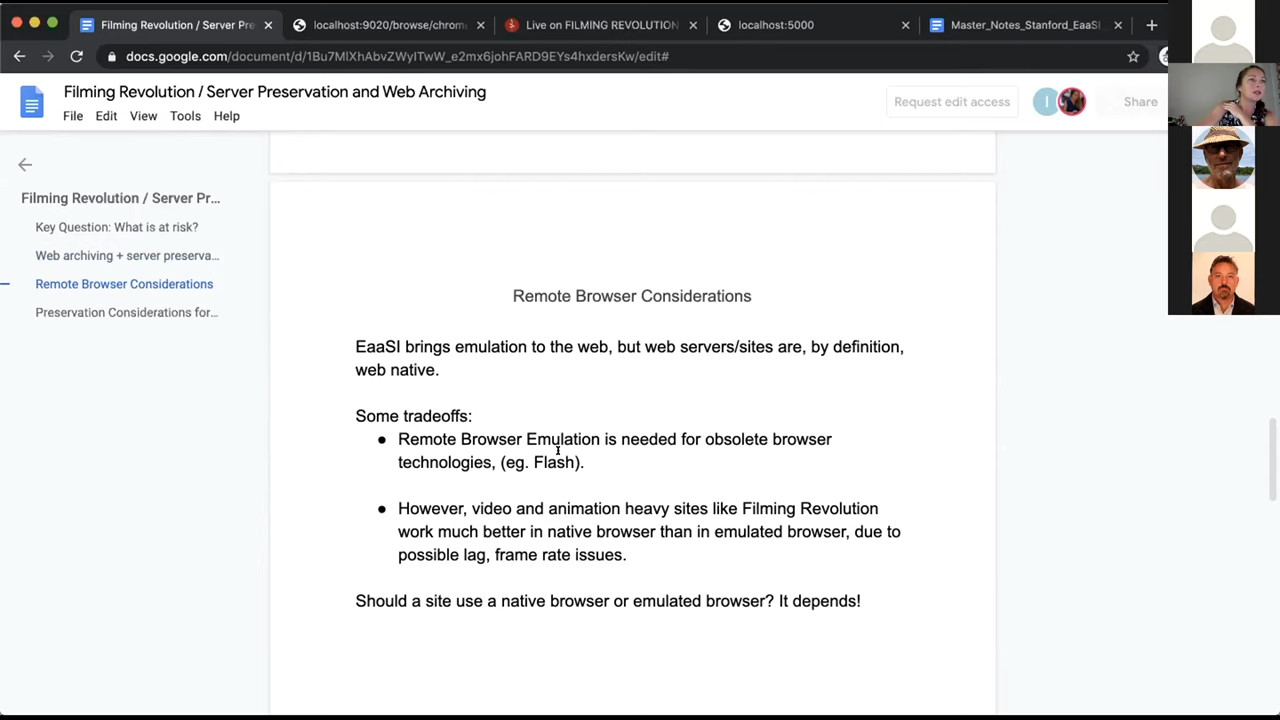 Filming Revolution / Server Pre
localhost:9020/browse/chrom
Live on FILMING REVOLUTION
localhost:5000
Master_Notes_Stanford_EaaSI
docs.google.com/document/d/1Bu7MlXhAbvZWyITwW_e2mx6johFARD9EYs4hxdersKw/edit#
Filming Revolution / Server Preservation and Web Archiving
File Edit View Tools Help
Request edit access
I
Share
Filming Revolution / Server Pr...
Key Question: What is at risk?
Web archiving + server preserva...
Remote Browser Considerations
Preservation Considerations for...
Remote Browser Considerations
EaaSI brings emulation to the web, but web servers/sites are, by definition,
web native.
Some tradeoffs:
● Remote Browser Emulation is needed for obsolete browser
technologies, (eg. Flash).
● However, video and animation heavy sites like Filming Revolution
work much better in native browser than in emulated browser, due to
possible lag, frame rate issues.
Should a site use a native browser or emulated browser? It depends!